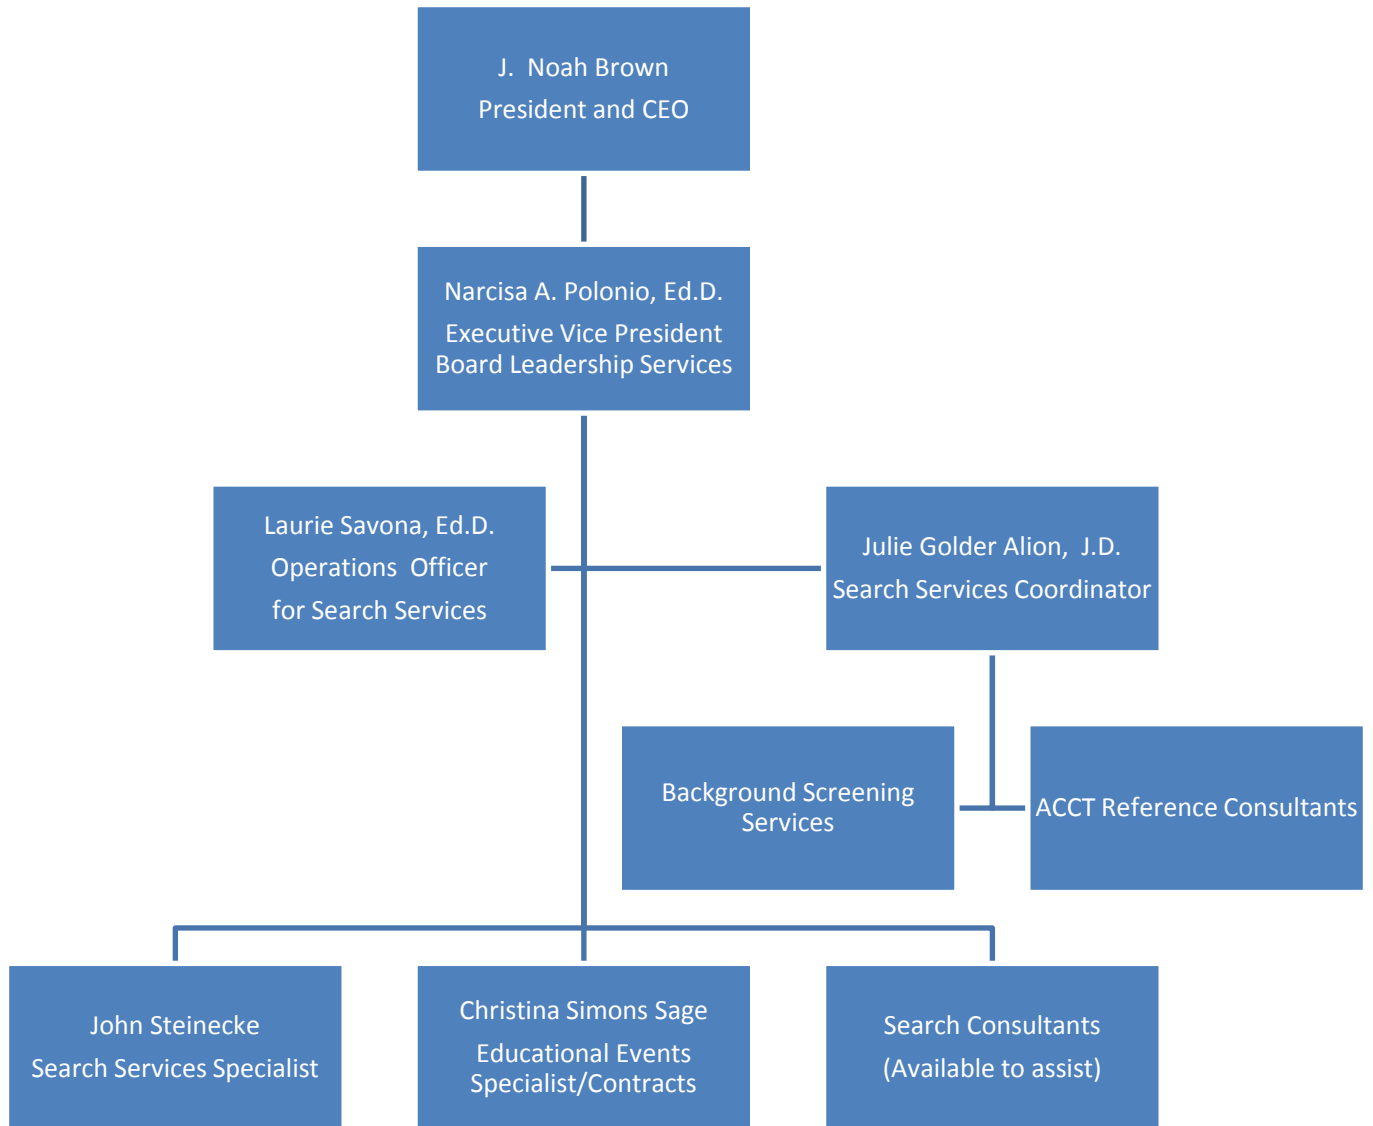 J. Noah Brown
President and CEO
Narcisa A. Polonio, Ed.D.
Executive Vice President
Board Leadership Services
Laurie Savona, Ed.D.
Operations Officer
for Search Services
Julie Golder Alion, J.D.
Search Services Coordinator
Background Screening
Services
ACCT Reference Consultants
John Steinecke
Search Services Specialist
Christina Simons Sage
Educational Events
Specialist/Contracts
Search Consultants
(Available to assist)